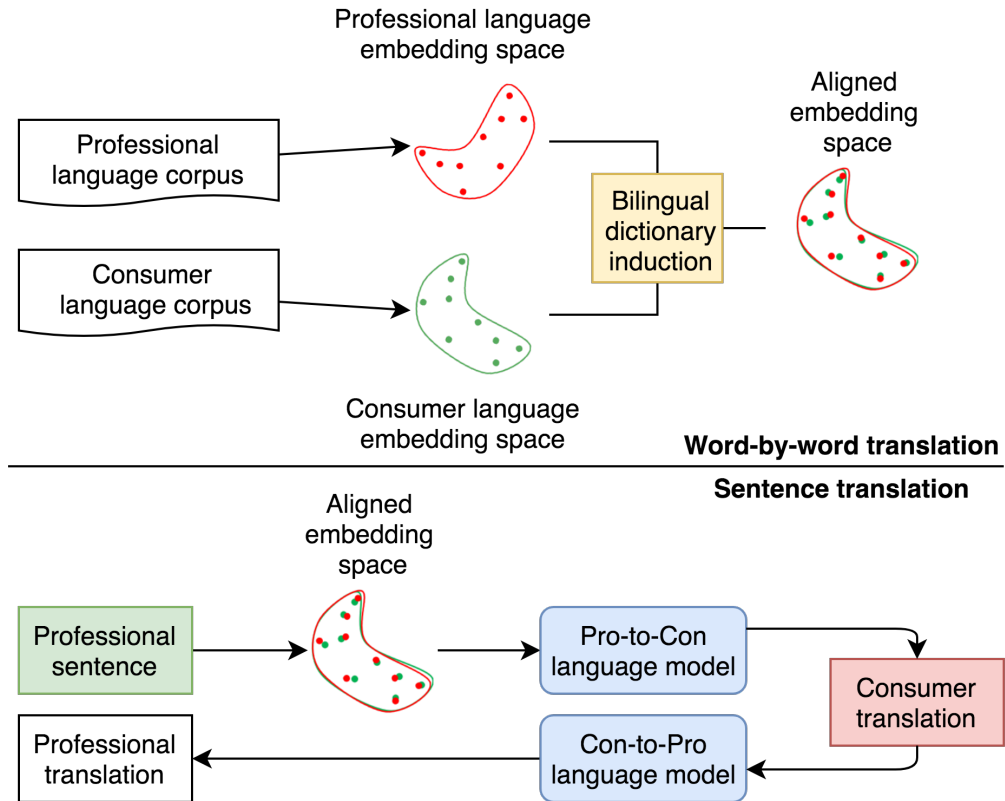 Professional language
embedding space
Aligned
embedding
space
Professional
language corpus
Bilingual
dictionary
induction
Consumer
language corpus
Consumer language
embedding space
Word-by-word translation
Sentence translation
Aligned
embedding
space
Professional
sentence
Pro-to-Con
language model
Consumer
translation
Professional
translation
Con-to-Pro
language model